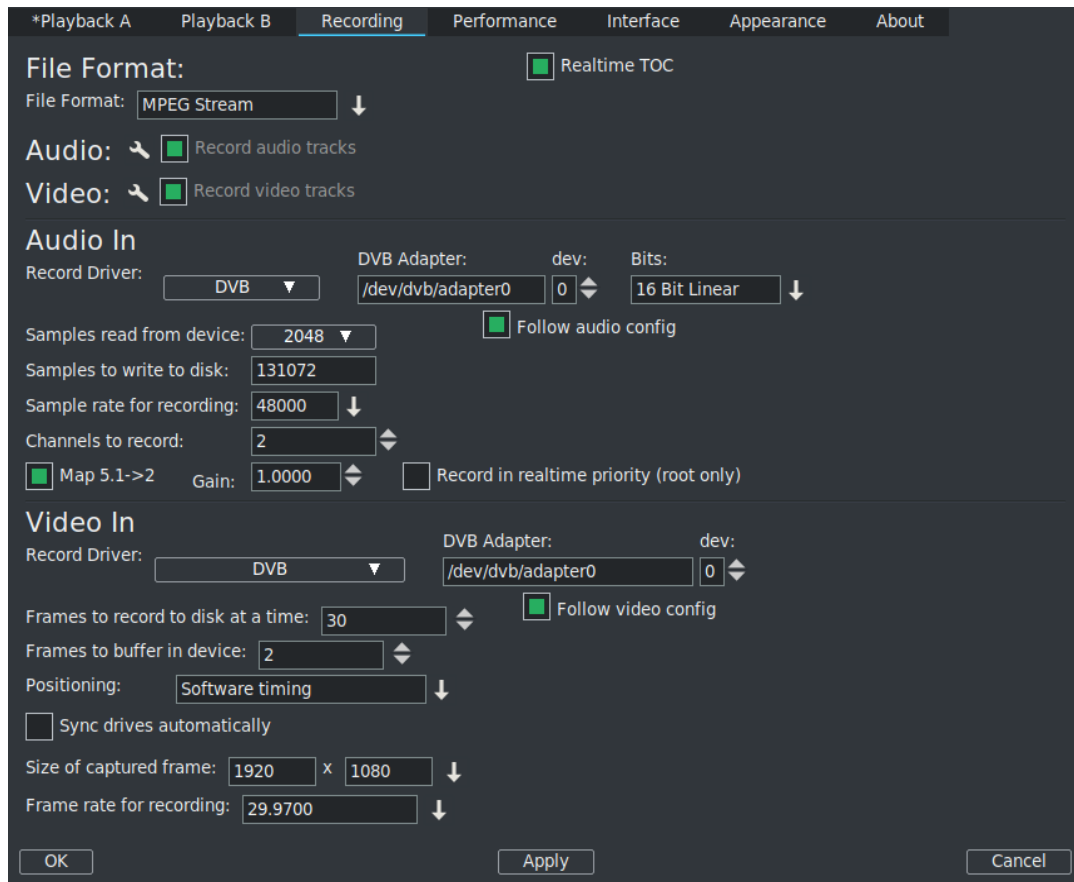 *Playback A Playback B Recording Performance Interface Appearance About
File Format:
Realtime TOC
File Format: MPEG Stream
Audio: Record audio tracks
Video: Record video tracks
Audio In
DVB Adapter: dev: Bits:
Record Driver: DVB /dev/dvb/adapter0 0 16 Bit Linear
Follow audio config
Samples read from device: 2048
Samples to write to disk: 131072
Sample rate for recording: 48000
Channels to record: 2
Map 5.1->2 Gain: 1.0000 Record in realtime priority (root only)
Video In
DVB Adapter: dev:
Record Driver: DVB /dev/dvb/adapter0 0
Follow video config
Frames to record to disk at a time: 30
Frames to buffer in device: 2
Positioning: Software timing
Sync drives automatically
Size of captured frame: 1920 x 1080
Frame rate for recording: 29.9700
OK Apply Cancel